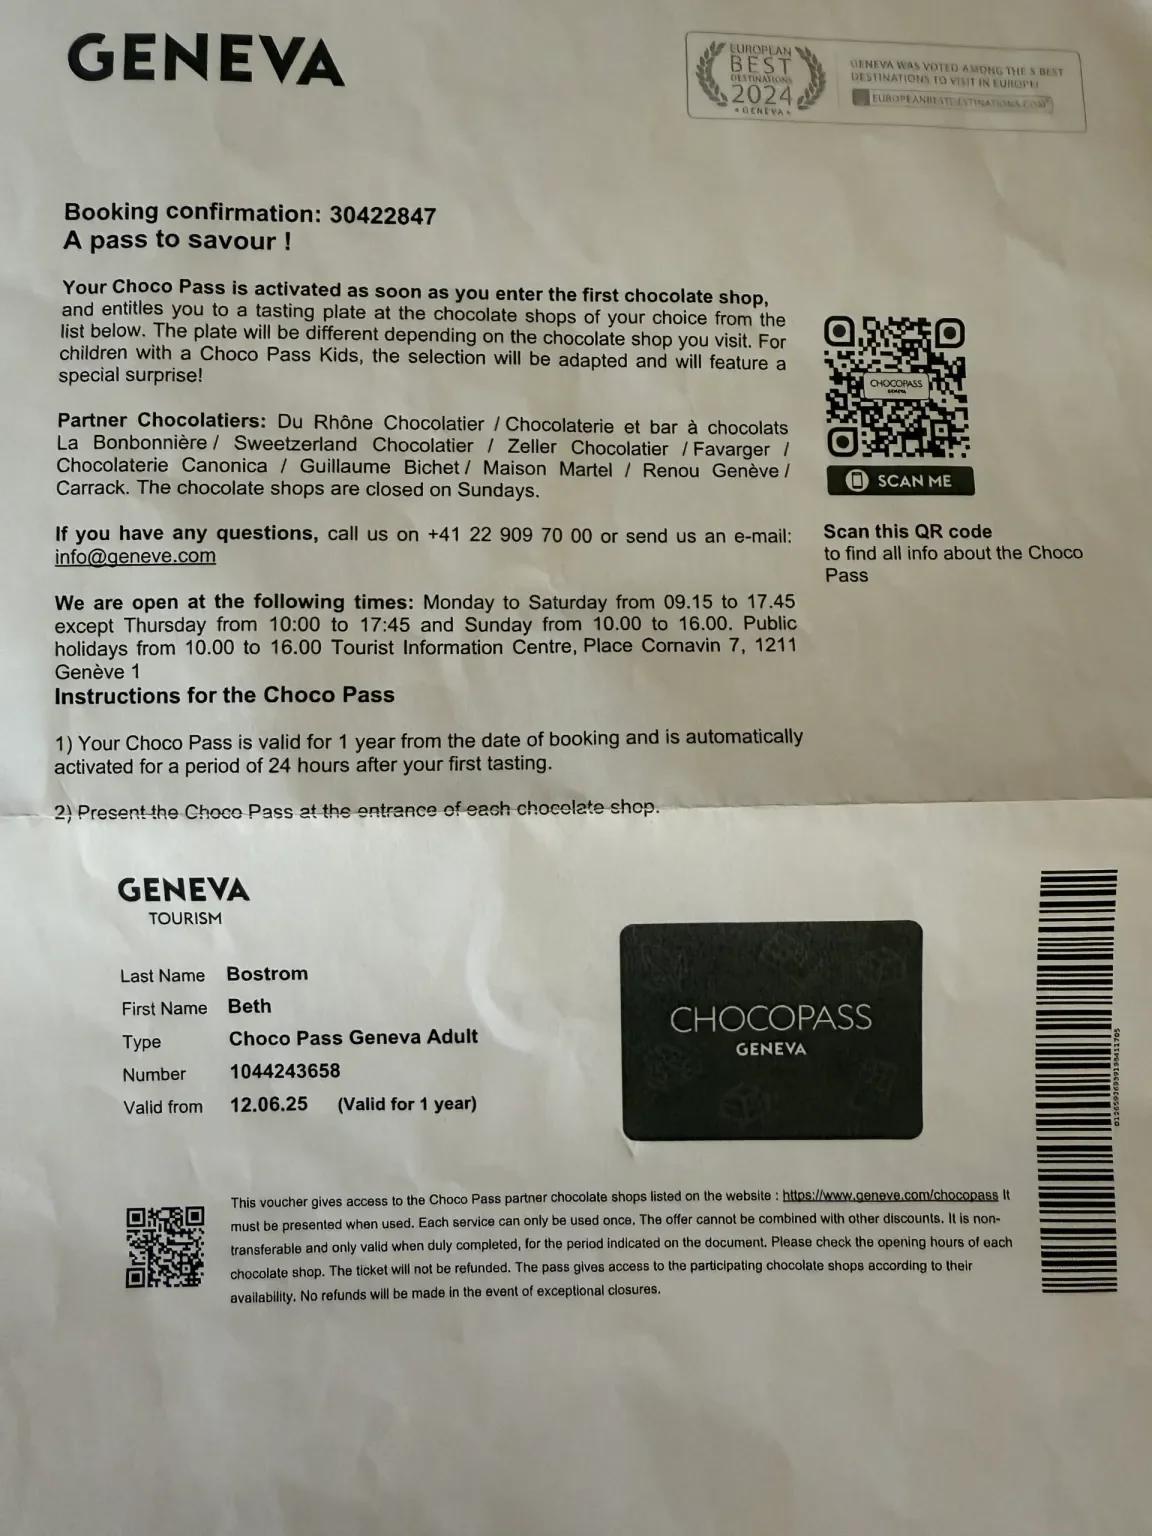 GENEVA
EUROPEAN
BEST
DESTINATIONS
2024
GENEVA
GENEVA WAS VOTED AMONG THE 5 BEST
DESTINATIONS TO VISIT IN EUROPE!
EUROPEANBESTDESTINATIONS.COM
Booking confirmation: 30422847
A pass to savour !
Your Choco Pass is activated as soon as you enter the first chocolate shop,
and entitles you to a tasting plate at the chocolate shops of your choice from the
list below. The plate will be different depending on the chocolate shop you visit. For
children with a Choco Pass Kids, the selection will be adapted and will feature a
special surprise!
Partner Chocolatiers: Du Rhône Chocolatier / Chocolaterie et bar à chocolats
La Bonbonnière / Sweetzerland Chocolatier / Zeller Chocolatier / Favarger /
Chocolaterie Canonica / Guillaume Bichet / Maison Martel / Renou Genève /
Carrack. The chocolate shops are closed on Sundays.
CHOCOPASS
GENEVA
SCAN ME
Scan this QR code
to find all info about the Choco
Pass
If you have any questions, call us on +41 22 909 70 00 or send us an e-mail:
info@geneve.com
We are open at the following times: Monday to Saturday from 09.15 to 17.45
except Thursday from 10:00 to 17:45 and Sunday from 10.00 to 16.00. Public
holidays from 10.00 to 16.00 Tourist Information Centre, Place Cornavin 7, 1211
Genève 1
Instructions for the Choco Pass
1) Your Choco Pass is valid for 1 year from the date of booking and is automatically
activated for a period of 24 hours after your first tasting.
2) Present the Choco Pass at the entrance of each chocolate shop.
GENEVA
TOURISM
Last Name Bostrom
First Name Beth
Type Choco Pass Geneva Adult
Number 1044243658
Valid from 12.06.25 (Valid for 1 year)
CHOCOPASS
GENEVA
This voucher gives access to the Choco Pass partner chocolate shops listed on the website : https://www.geneve.com/chocopass It
must be presented when used. Each service can only be used once. The offer cannot be combined with other discounts. It is non-
transferable and only valid when duly completed, for the period indicated on the document. Please check the opening hours of each
chocolate shop. The ticket will not be refunded. The pass gives access to the participating chocolate shops according to their
availability. No refunds will be made in the event of exceptional closures.